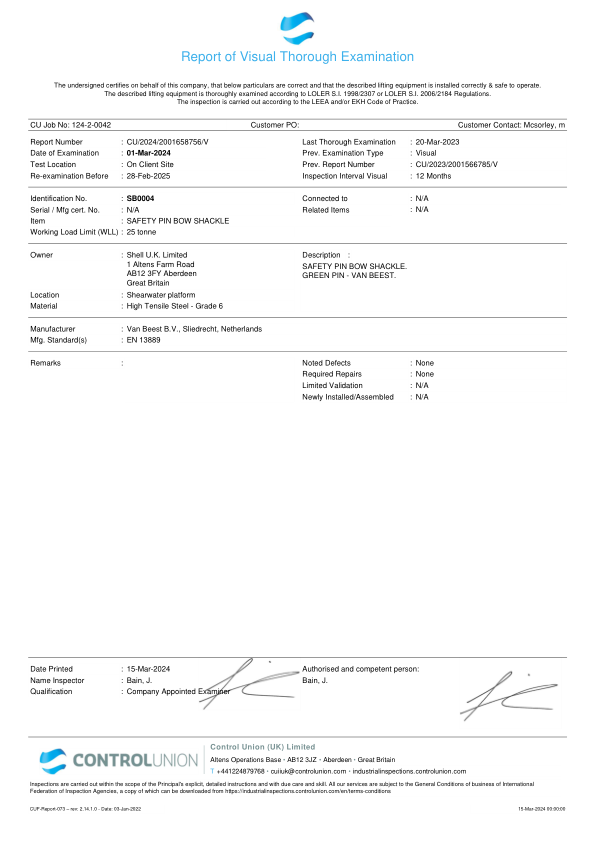 Report of Visual Thorough Examination
The undersigned certifies on behalf of this company, that below particulars are correct and that the described lifting equipment is installed correctly & safe to operate.
The described lifting equipment is thoroughly examined according to LOLER S.I. 1998/2307 or LOLER S.I. 2006/2184 Regulations.
The inspection is carried out according to the LEEA and/or EKH Code of Practice.
CU Job No: 124-2-0042 Customer PO: Customer Contact: Mcsorley, m
Report Number : CU/2024/2001658756/V Last Thorough Examination : 20-Mar-2023
Date of Examination : 01-Mar-2024 Prev. Examination Type : Visual
Test Location : On Client Site Prev. Report Number : CU/2023/2001566785/V
Re-examination Before : 28-Feb-2025 Inspection Interval Visual : 12 Months
Identification No. : SB0004 Connected to : N/A
Serial / Mfg cert. No. : N/A Related Items : N/A
Item : SAFETY PIN BOW SHACKLE
Working Load Limit (WLL) : 25 tonne
Owner : Shell U.K. Limited Description :
1 Altens Farm Road SAFETY PIN BOW SHACKLE.
AB12 3FY Aberdeen GREEN PIN - VAN BEEST.
Great Britain
Location : Shearwater platform
Material : High Tensile Steel - Grade 6
Manufacturer : Van Beest B.V., Sliedrecht, Netherlands
Mfg. Standard(s) : EN 13889
Remarks : Noted Defects : None
Required Repairs : None
Limited Validation : N/A
Newly Installed/Assembled : N/A
Date Printed : 15-Mar-2024 Authorised and competent person:
Name Inspector : Bain, J. Bain, J.
Qualification : Company Appointed Examiner
CONTROLUNION
Control Union (UK) Limited
Altens Operations Base · AB12 3JZ · Aberdeen · Great Britain
T +441224879768 · cuiiuk@controlunion.com · industrialinspections.controlunion.com
Inspections are carried out within the scope of the Principal's explicit, detailed instructions and with due care and skill. All our services are subject to the General Conditions of business of International
Federation of Inspection Agencies, a copy of which can be downloaded from https://industrialinspections.controlunion.com/en/terms-conditions
CUF-Report-073 – rev: 2.14.1.0 - Date: 03-Jun-2022 15-Mar-2024 00:00:00